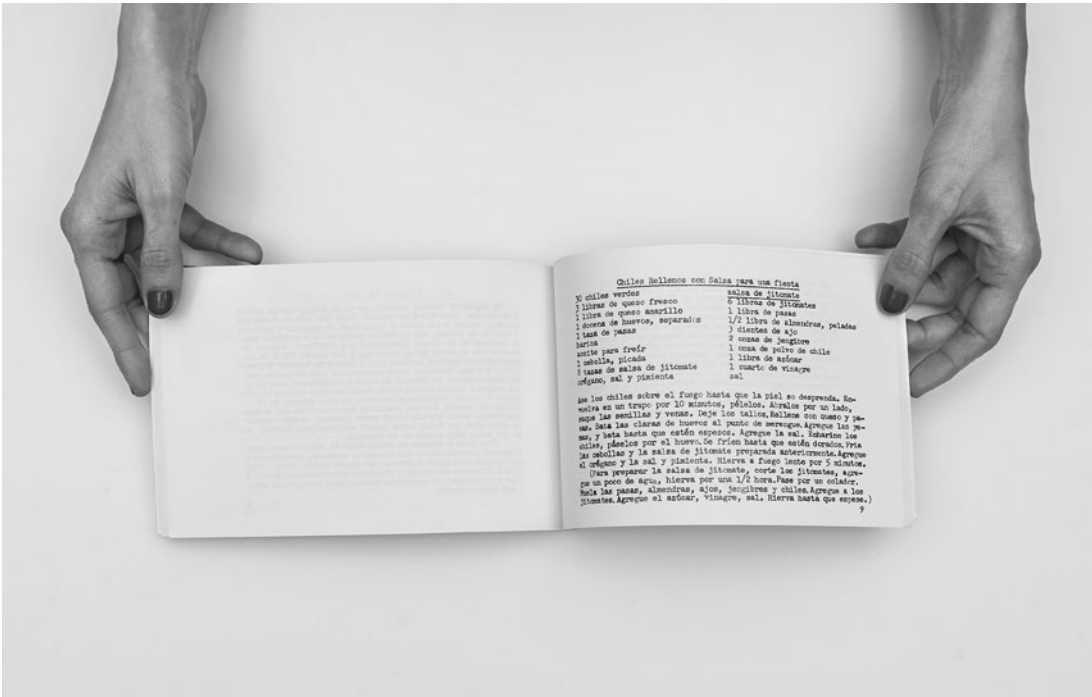 Chiles Rellenos con Salsa para una fiesta
30 chiles verdes
3 libras de queso fresco
1 libra de queso amarillo
1 docena de huevos, separados
1 taza de pasas
harina
aceite para freír
1 cebolla, picada
8 tazas de salsa de jitomate
orégano, sal y pimienta
salsa de jitomate
6 libras de jitomates
1 libra de pasas
1/2 libra de almendras, peladas
3 dientes de ajo
2 onzas de jengibre
1 onza de polvo de chile
1 libra de azúcar
1 cuarto de vinagre
sal
Ase los chiles sobre el fuego hasta que la piel se desprenda. En-
vuelva en un trapo por 10 minutos, pélelos. Ábralos por un lado,
saque las semillas y venas. Deje los tallos.Rellene con queso y pa-
sas. Bata las claras de huevos al punto de merengue.Agregue las ye-
mas, y bata hasta que estén espesos. Agregue la sal. Enharine los
chiles, páselos por el huevo.Se fríen hasta que estén dorados.Fría
las cebollas y la salsa de jitomate preparada anteriormente.Agregue
el orégano y la sal y pimienta. Hierva a fuego lento por 5 minutos.
(Para preparar la salsa de jitomate, corte los jitomates, agre-
gue un poco de agua, hierva por una 1/2 hora.Pase por un colador.
Muela las pasas, almendras, ajos, jengibres y chiles.Agregue a los
jitomates.Agregue el azúcar, vinagre, sal. Hierva hasta que espese.)
9